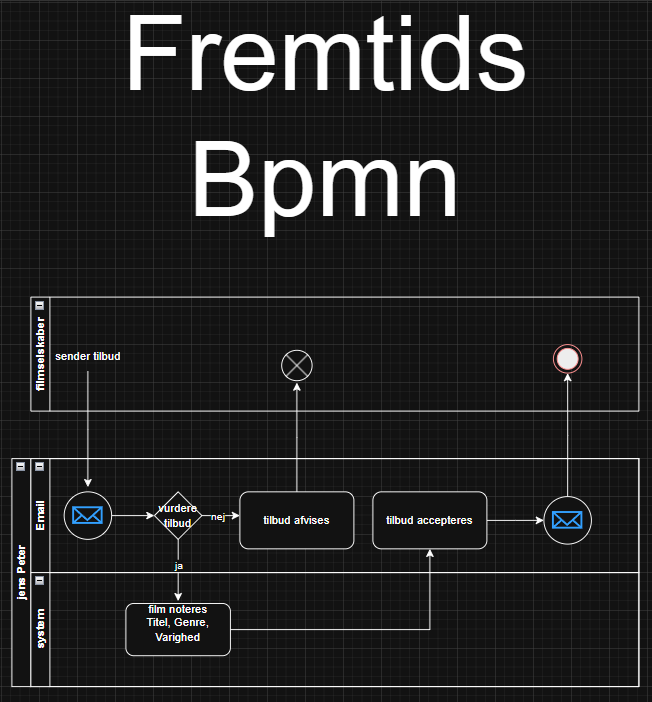 Fremtids
Bpmn
filmselskaber
sender tilbud
jens Peter
Email
vurdere
tilbud
nej
tilbud afvises
tilbud accepteres
ja
system
film noteres
Titel, Genre,
Varighed